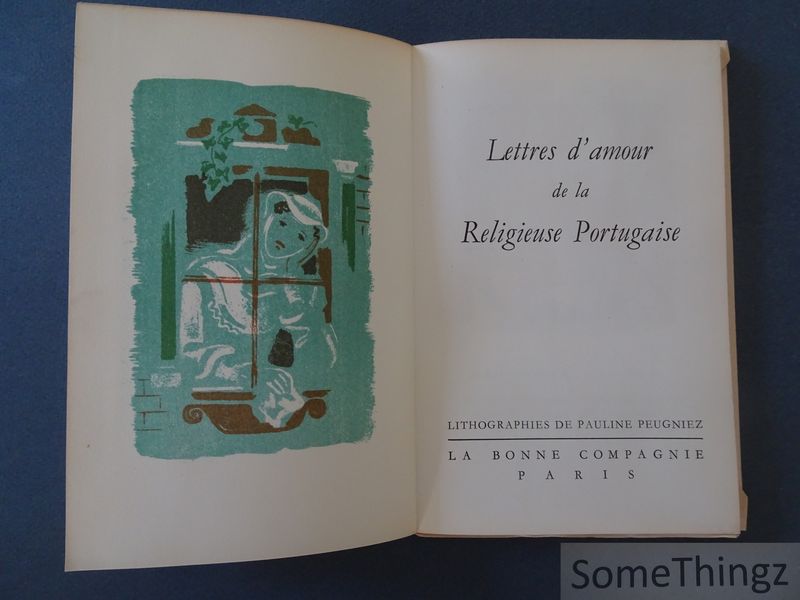 Lettres d'amour
de la
Religieuse Portugaise
LITHOGRAPHIES DE PAULINE PEUGNIEZ
LA BONNE COMPAGNIE
PARIS
SomeThingz